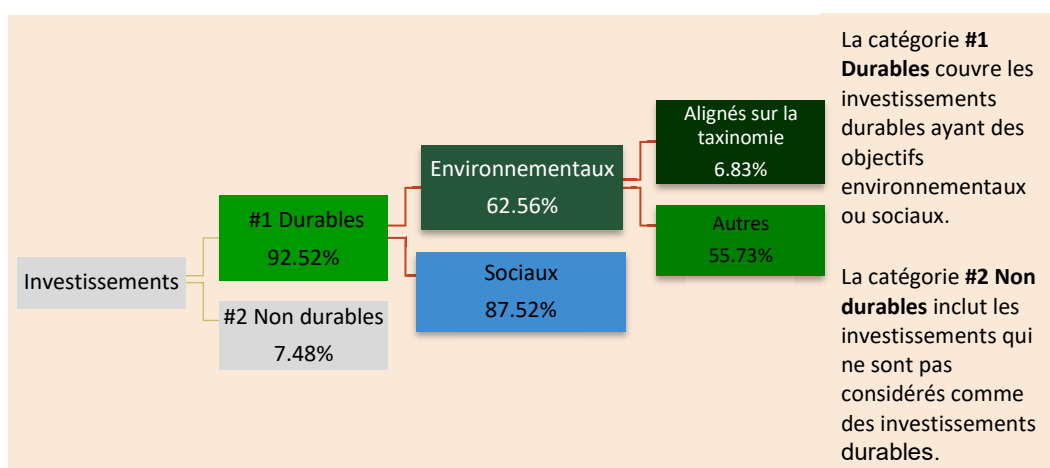 Investissements
#1 Durables
92.52%
#2 Non durables
7.48%
Environnementaux
62.56%
Sociaux
87.52%
Alignés sur la
taxinomie
6.83%
Autres
55.73%
La catégorie #1
Durables couvre les
investissements
durables ayant des
objectifs
environnementaux
ou sociaux.
La catégorie #2 Non
durables inclut les
investissements qui
ne sont pas
considérés comme
des investissements
durables.